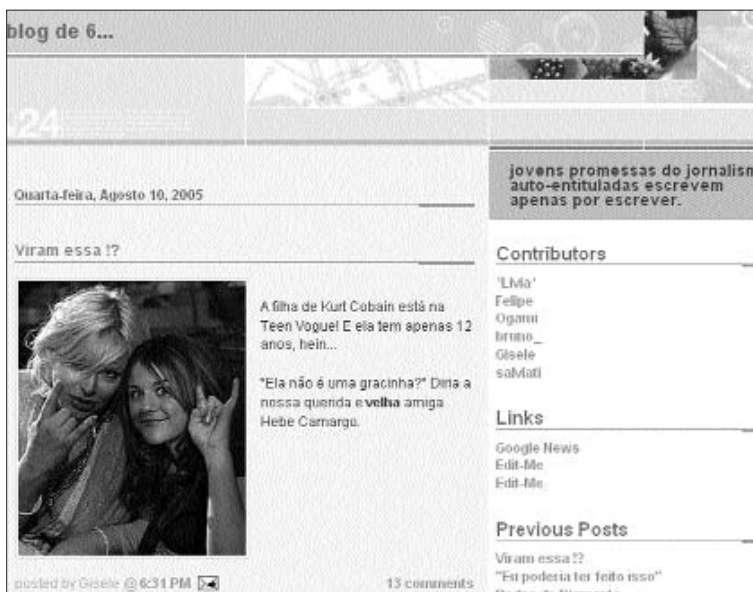 blog de 6...
24
Quarta-feira, Agosto 10, 2005
Viram essa !?
A filha de Kurt Cobain está na
Teen Vogue! E ela tem apenas 12
anos, hein...
"Ela não é uma gracinha?" Diria a
nossa querida e velha amiga
Hebe Camargo.
posted by Gisele @ 6:31 PM
13 comments
jovens promessas do jornalism
auto-entituladas escrevem
apenas por escrever.
Contributors
'Livia'
Felipe
bruno_
Gisele
salviati
Links
Google News
Edit-Me
Edit-Me
Previous Posts
Viram essa !?
"Eu poderia ter feito isso"